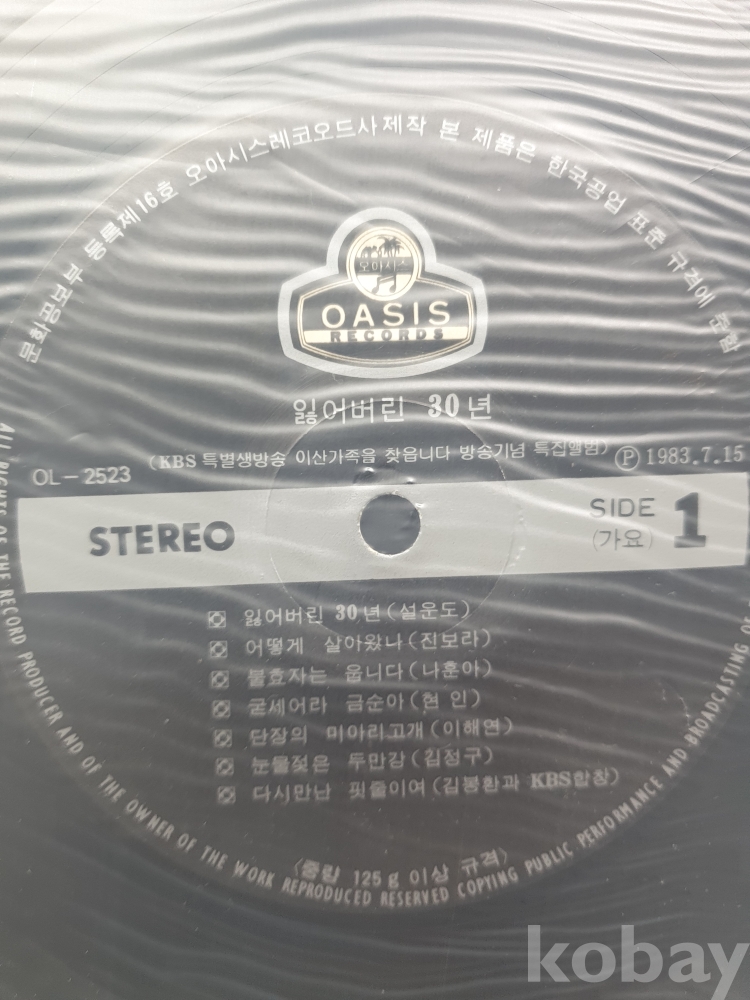 문화공보부 등록제16호 오아시스레코오드사제작 본 제품은 한국공업 표준 규격에 준함
오아시스
OASIS
RECORDS
잃어버린 30년
(KBS 특별생방송 이산가족을 찾읍니다 방송기념 특집앨범)
OL-2523
Ⓟ 1983.7.15
STEREO
SIDE 1
(가요)
잃어버린 30년(설운도)
어떻게 살아왔나(진보라)
불효자는 웁니다(나훈아)
굳세어라 금순아(현 인)
단장의 미아리고개(이해연)
눈물젖은 두만강(김정구)
다시만난 핏줄이여(김봉환과 KBS합창)
(중량 125g 이상 규격)
ALL RIGHTS OF THE RECORD PRODUCER AND OF THE OWNER OF THE WORK REPRODUCED RESERVED COPTING PUBLIC PERFORMANCE AND BROADCASTING OF
kobay